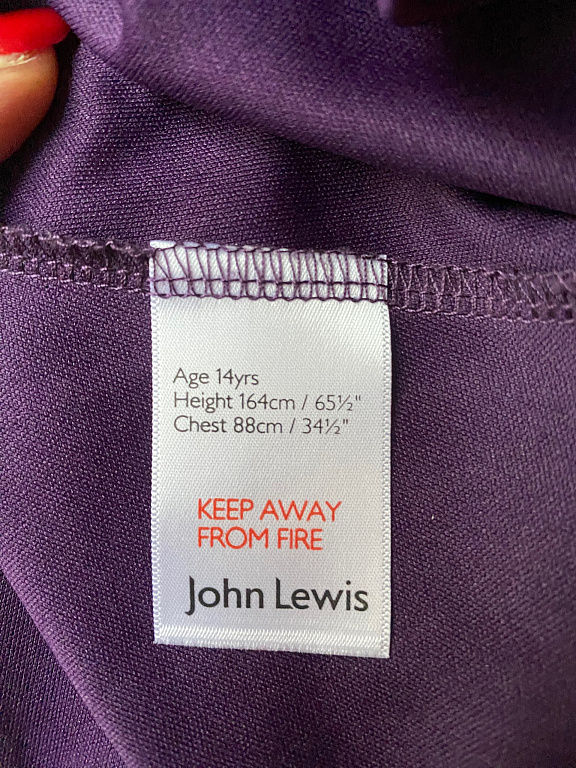 Age 14yrs
Height 164cm / 65½"
Chest 88cm / 34½"
KEEP AWAY
FROM FIRE
John Lewis